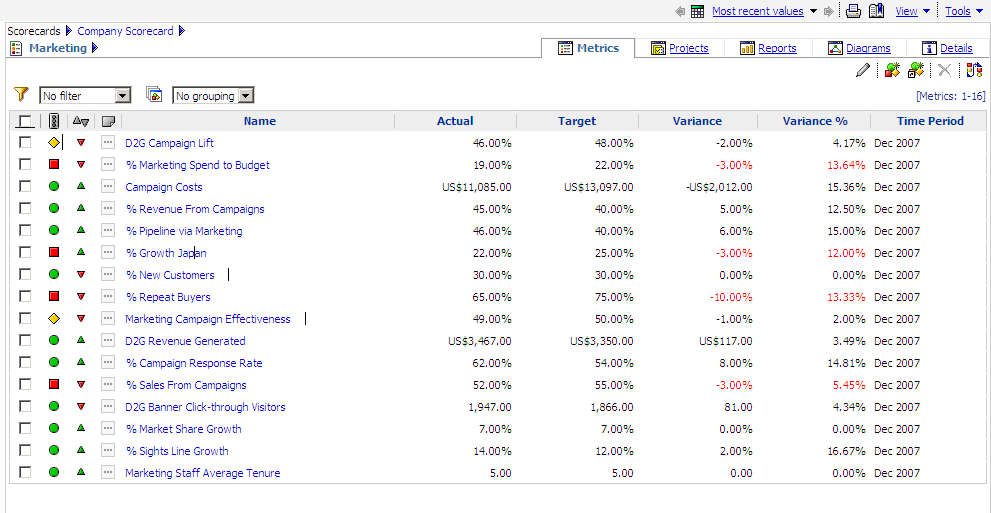 Most recent values View Tools
Scorecards Company Scorecard
Marketing Metrics Projects Reports Diagrams Details
No filter No grouping [Metrics: 1-16]
Name Actual Target Variance Variance % Time Period
D2G Campaign Lift 46.00% 48.00% -2.00% 4.17% Dec 2007
% Marketing Spend to Budget 19.00% 22.00% -3.00% 13.64% Dec 2007
Campaign Costs US$11,085.00 US$13,097.00 -US$2,012.00 15.36% Dec 2007
% Revenue From Campaigns 45.00% 40.00% 5.00% 12.50% Dec 2007
% Pipeline via Marketing 46.00% 40.00% 6.00% 15.00% Dec 2007
% Growth Japan 22.00% 25.00% -3.00% 12.00% Dec 2007
% New Customers 30.00% 30.00% 0.00% 0.00% Dec 2007
% Repeat Buyers 65.00% 75.00% -10.00% 13.33% Dec 2007
Marketing Campaign Effectiveness 49.00% 50.00% -1.00% 2.00% Dec 2007
D2G Revenue Generated US$3,467.00 US$3,350.00 US$117.00 3.49% Dec 2007
% Campaign Response Rate 62.00% 54.00% 8.00% 14.81% Dec 2007
% Sales From Campaigns 52.00% 55.00% -3.00% 5.45% Dec 2007
D2G Banner Click-through Visitors 1,947.00 1,866.00 81.00 4.34% Dec 2007
% Market Share Growth 7.00% 7.00% 0.00% 0.00% Dec 2007
% Sights Line Growth 14.00% 12.00% 2.00% 16.67% Dec 2007
Marketing Staff Average Tenure 5.00 5.00 0.00 0.00% Dec 2007